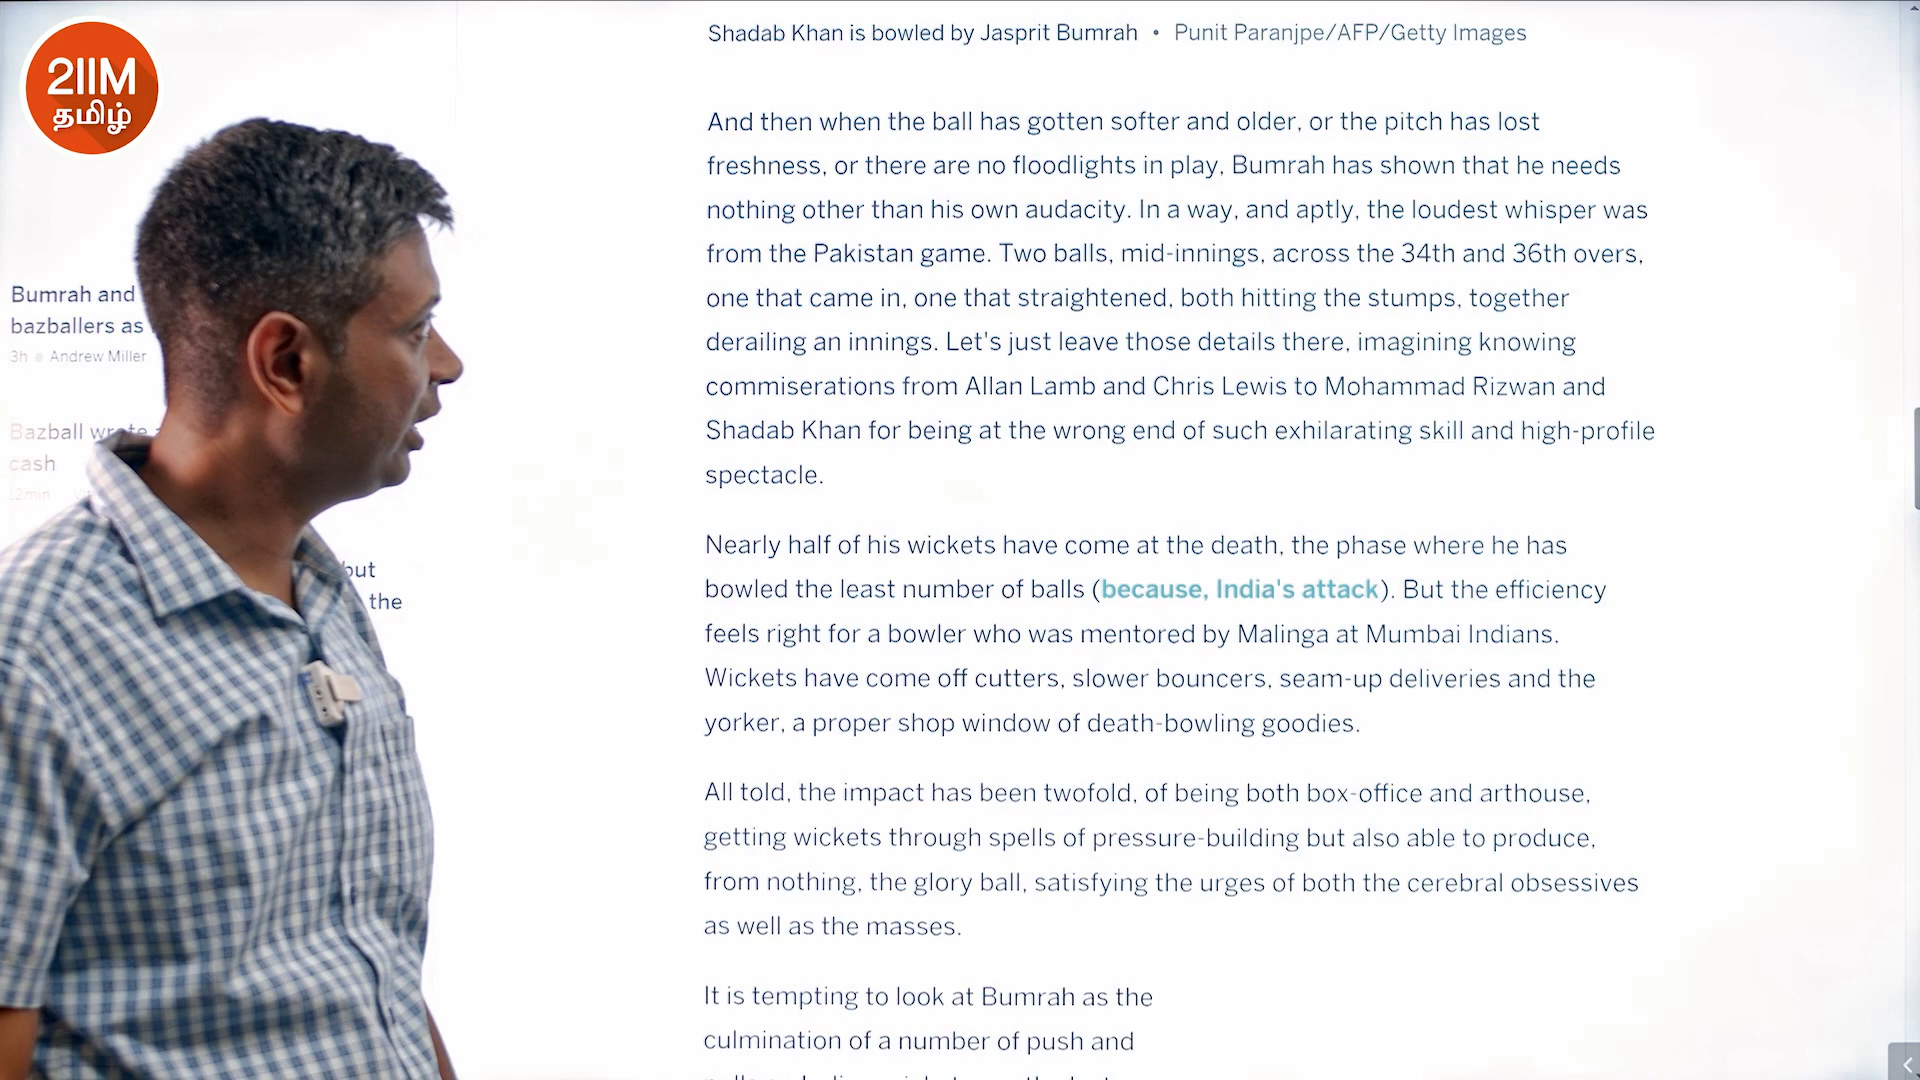 2IIM
தமிழ்
Shadab Khan is bowled by Jasprit Bumrah • Punit Paranjpe/AFP/Getty Images
And then when the ball has gotten softer and older, or the pitch has lost
freshness, or there are no floodlights in play, Bumrah has shown that he needs
nothing other than his own audacity. In a way, and aptly, the loudest whisper was
from the Pakistan game. Two balls, mid-innings, across the 34th and 36th overs,
one that came in, one that straightened, both hitting the stumps, together
derailing an innings. Let's just leave those details there, imagining knowing
commiserations from Allan Lamb and Chris Lewis to Mohammad Rizwan and
Shadab Khan for being at the wrong end of such exhilarating skill and high-profile
spectacle.
Nearly half of his wickets have come at the death, the phase where he has
bowled the least number of balls (because, India's attack). But the efficiency
feels right for a bowler who was mentored by Malinga at Mumbai Indians.
Wickets have come off cutters, slower bouncers, seam-up deliveries and the
yorker, a proper shop window of death-bowling goodies.
All told, the impact has been twofold, of being both box-office and arthouse,
getting wickets through spells of pressure-building but also able to produce,
from nothing, the glory ball, satisfying the urges of both the cerebral obsessives
as well as the masses.
It is tempting to look at Bumrah as the
culmination of a number of push and
Bumrah and
bazballers as
3h Andrew Miller
Bazball wrote
cash
but
the